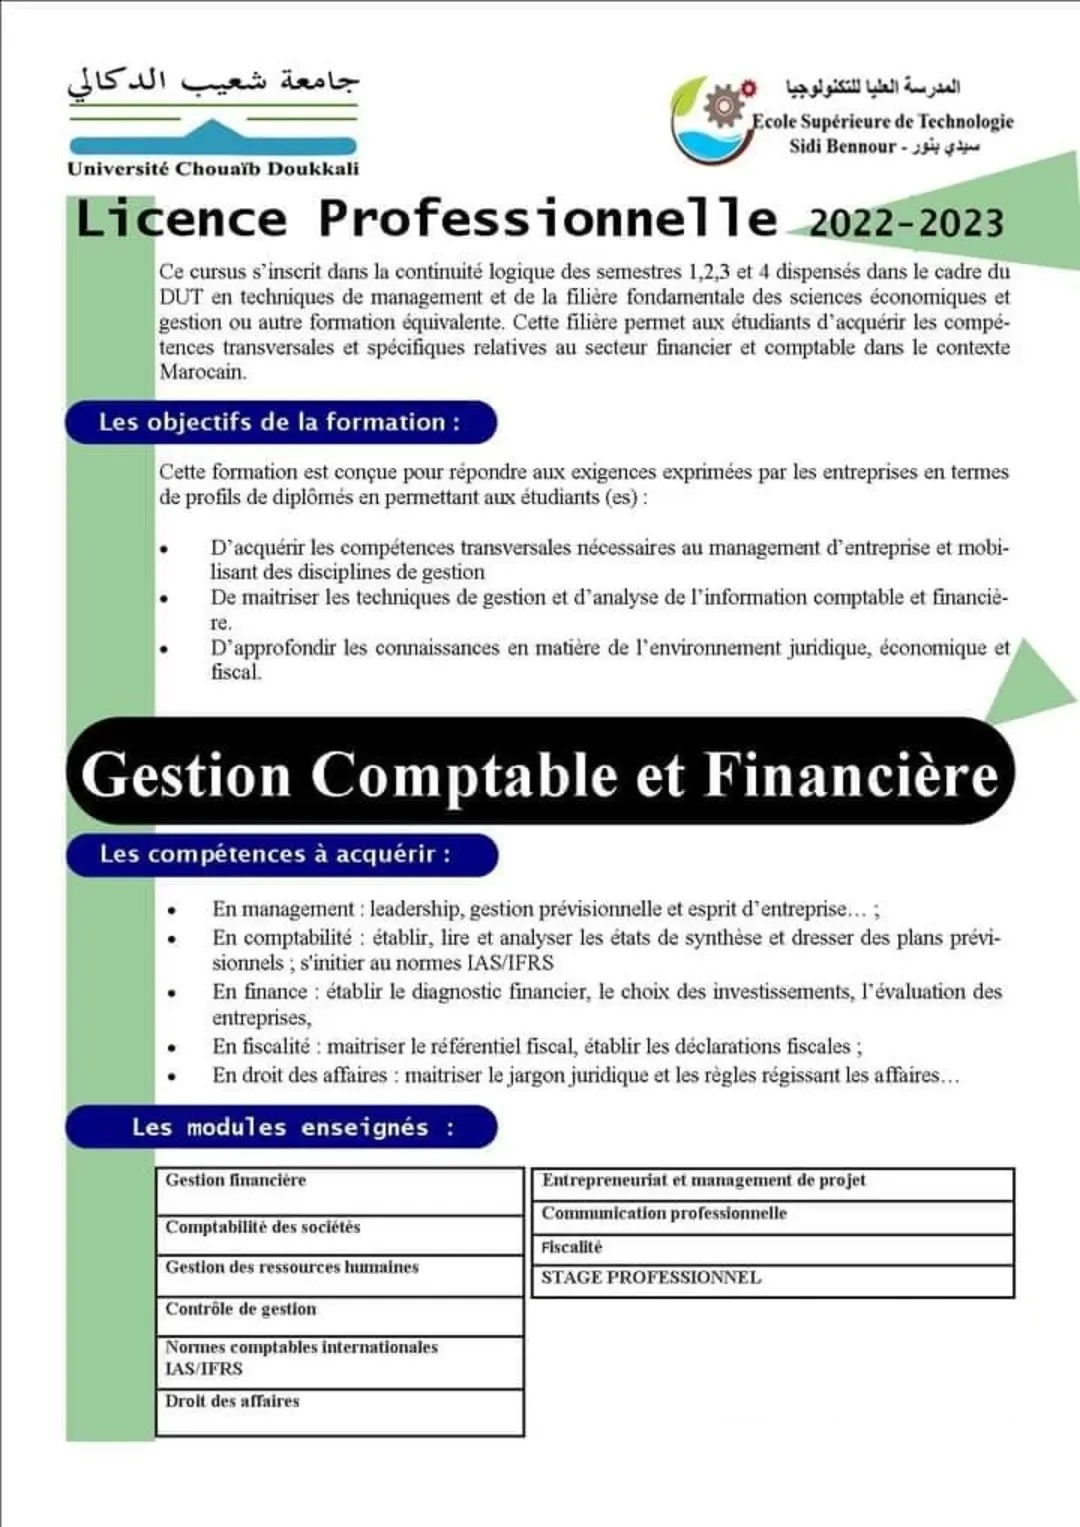 جامعة شعيب الدكالي
Université Chouaïb Doukkali
المدرسة العليا للتكنولوجيا
Ecole Supérieure de Technologie
Sidi Bennour - سيدي بنور
Licence Professionnelle 2022-2023
Ce cursus s’inscrit dans la continuité logique des semestres 1,2,3 et 4 dispensés dans le cadre du
DUT en techniques de management et de la filière fondamentale des sciences économiques et
gestion ou autre formation équivalente. Cette filière permet aux étudiants d’acquérir les compé-
tences transversales et spécifiques relatives au secteur financier et comptable dans le contexte
Marocain.
Les objectifs de la formation :
Cette formation est conçue pour répondre aux exigences exprimées par les entreprises en termes
de profils de diplômés en permettant aux étudiants (es) :
• D’acquérir les compétences transversales nécessaires au management d’entreprise et mobi-
lisant des disciplines de gestion
• De maitriser les techniques de gestion et d’analyse de l’information comptable et financiè-
re.
• D’approfondir les connaissances en matière de l’environnement juridique, économique et
fiscal.
Gestion Comptable et Financière
Les compétences à acquérir :
• En management : leadership, gestion prévisionnelle et esprit d’entreprise… ;
• En comptabilité : établir, lire et analyser les états de synthèse et dresser des plans prévi-
sionnels ; s'initier au normes IAS/IFRS
• En finance : établir le diagnostic financier, le choix des investissements, l’évaluation des
entreprises,
• En fiscalité : maitriser le référentiel fiscal, établir les déclarations fiscales ;
• En droit des affaires : maitriser le jargon juridique et les règles régissant les affaires…
Les modules enseignés :
Gestion financière
Comptabilité des sociétés
Gestion des ressources humaines
Contrôle de gestion
Normes comptables internationales
IAS/IFRS
Droit des affaires
Entrepreneuriat et management de projet
Communication professionnelle
Fiscalité
STAGE PROFESSIONNEL